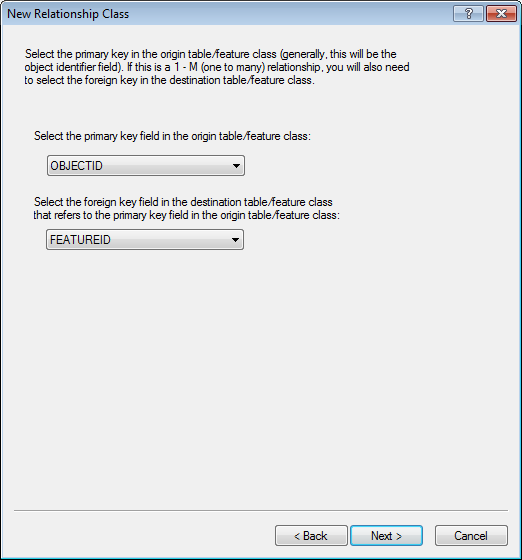 New Relationship Class
Select the primary key in the origin table/feature class (generally, this will be the
object identifier field). If this is a 1 - M (one to many) relationship, you will also need
to select the foreign key in the destination table/feature class.
Select the primary key field in the origin table/feature class:
OBJECTID
Select the foreign key field in the destination table/feature class
that refers to the primary key field in the origin table/feature class:
FEATUREID
< Back Next > Cancel